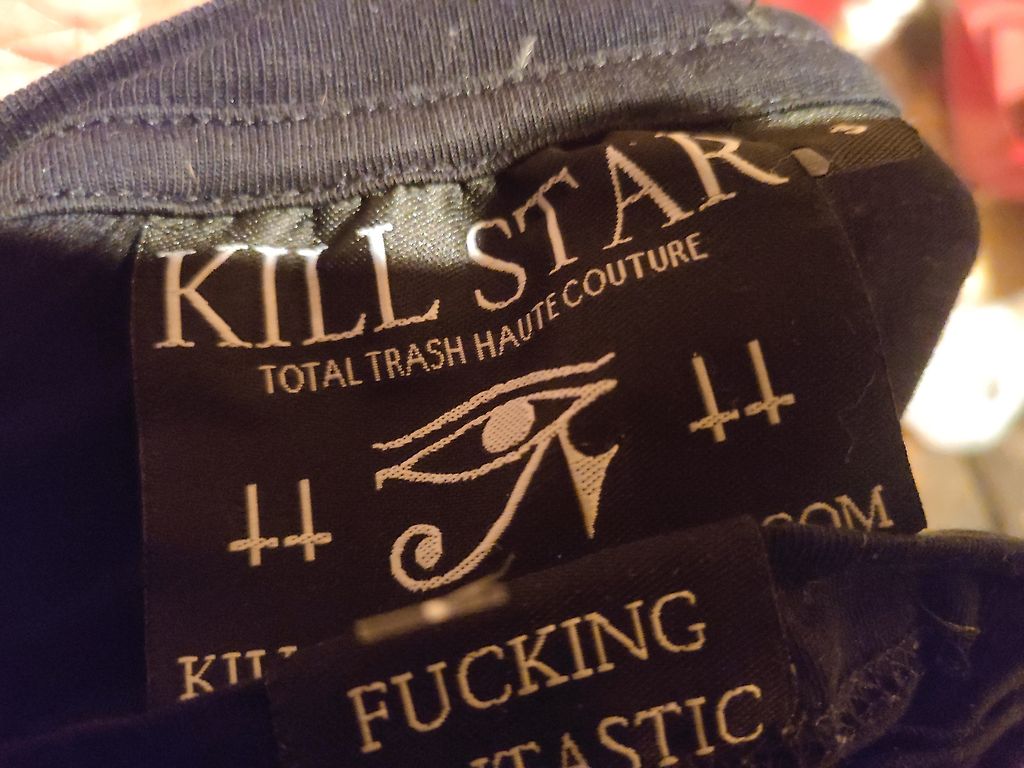 KILL STAR
TOTAL TRASH HAUTE COUTURE
COM
FUCKING